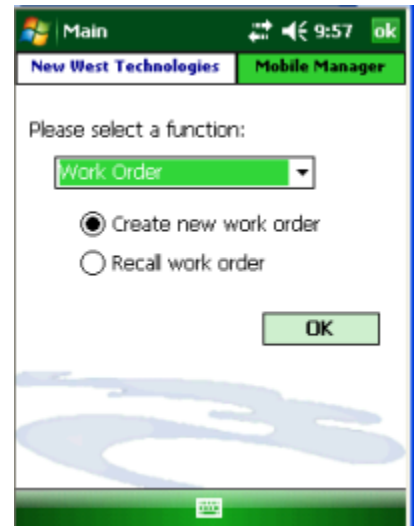 Main 9:57 ok
New West Technologies Mobile Manager
Please select a function:
Work Order
Create new work order
Recall work order
OK